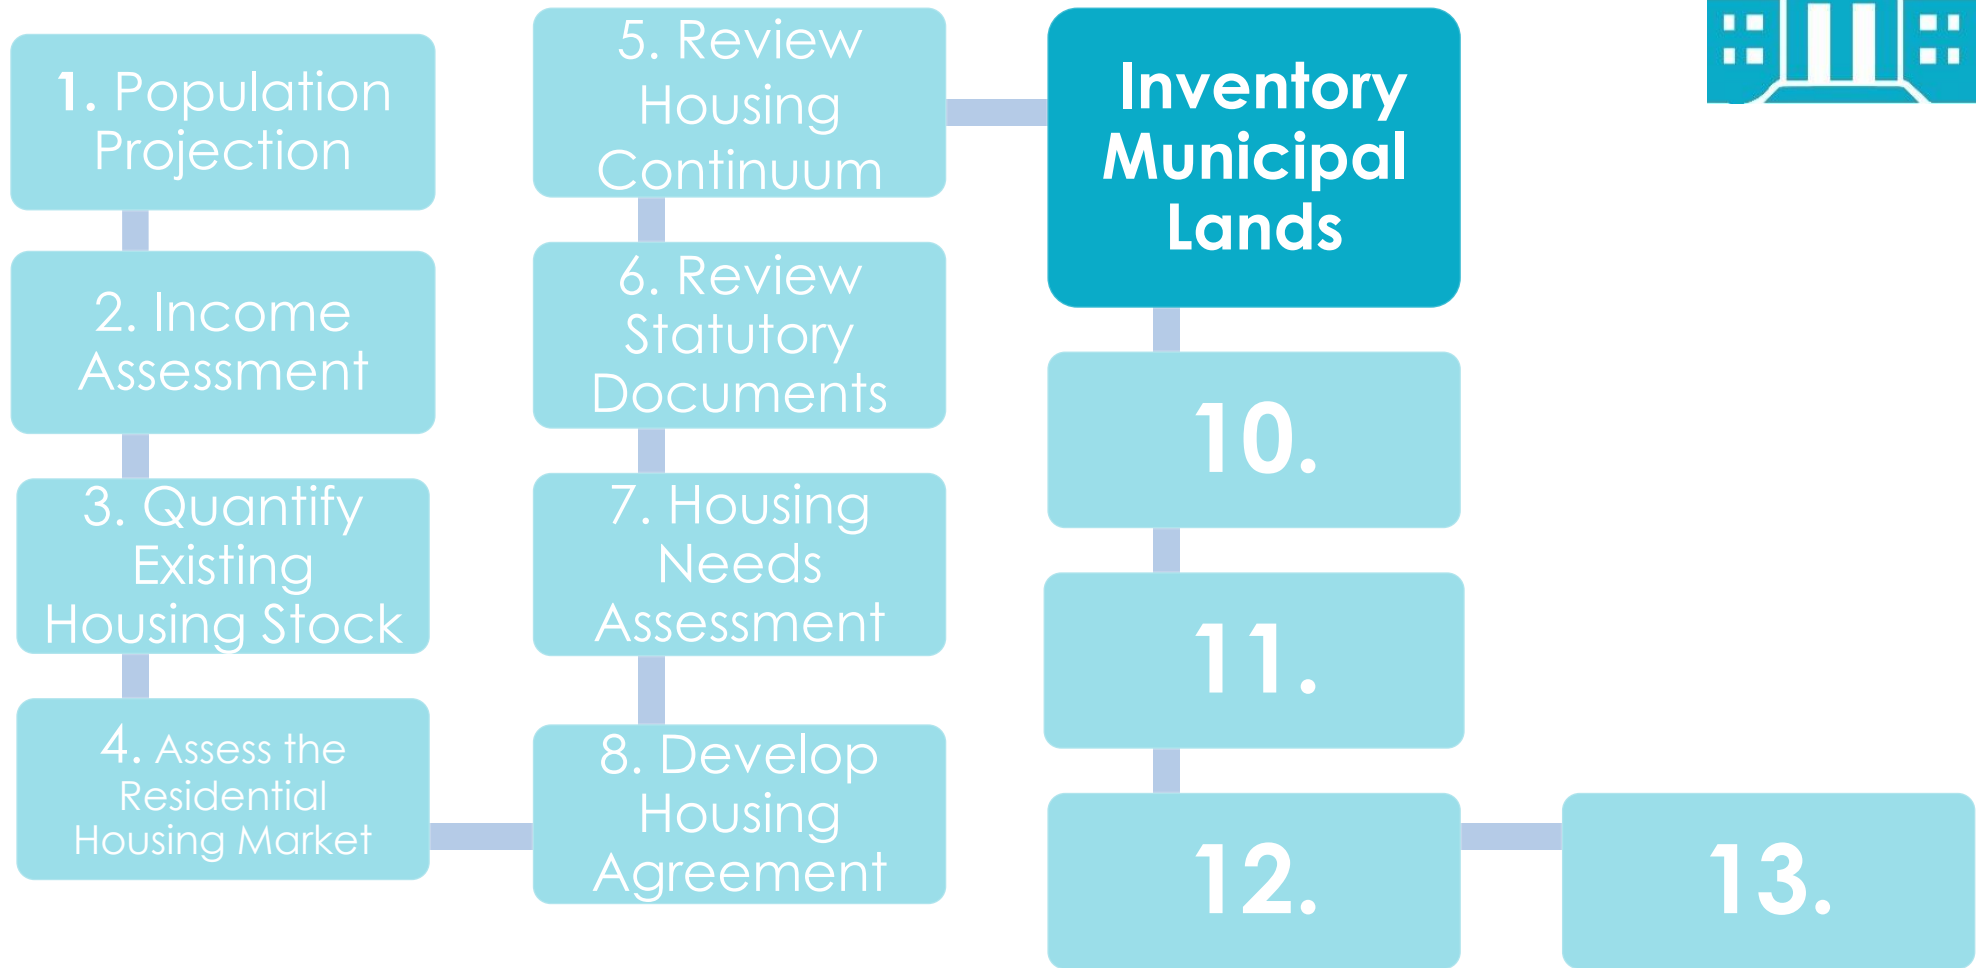 1. Population
Projection
2. Income
Assessment
3. Quantify
Existing
Housing Stock
4. Assess the
Residential
Housing Market
5. Review
Housing
Continuum
6. Review
Statutory
Documents
7. Housing
Needs
Assessment
8. Develop
Housing
Agreement
Inventory
Municipal
Lands
10.
11.
12.
13.